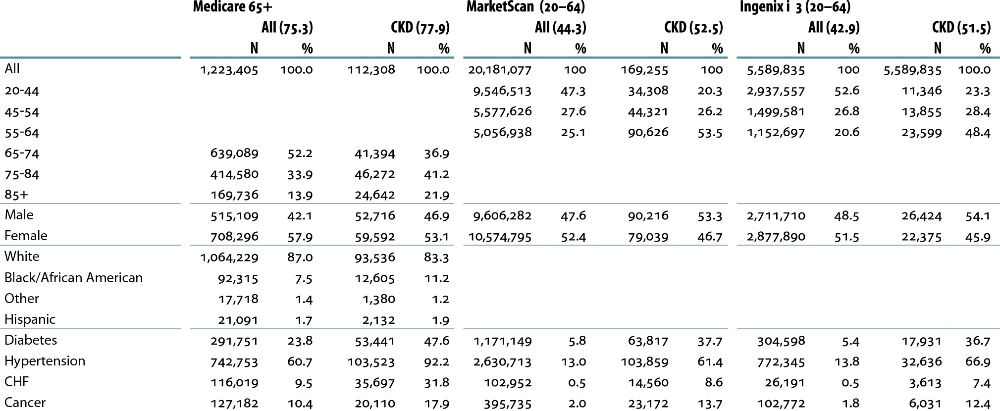 Medicare 65+ MarketScan (20–64) Ingenix i 3 (20–64)
All (75.3) CKD (77.9) All (44.3) CKD (52.5) All (42.9) CKD (51.5)
N % N % N % N % N % N %
All 1,223,405 100.0 112,308 100.0 20,181,077 100 169,255 100 5,589,835 100 5,589,835 100.0
20-44 9,546,513 47.3 34,308 20.3 2,937,557 52.6 11,346 23.3
45-54 5,577,626 27.6 44,321 26.2 1,499,581 26.8 13,855 28.4
55-64 5,056,938 25.1 90,626 53.5 1,152,697 20.6 23,599 48.4
65-74 639,089 52.2 41,394 36.9
75-84 414,580 33.9 46,272 41.2
85+ 169,736 13.9 24,642 21.9
Male 515,109 42.1 52,716 46.9 9,606,282 47.6 90,216 53.3 2,711,710 48.5 26,424 54.1
Female 708,296 57.9 59,592 53.1 10,574,795 52.4 79,039 46.7 2,877,890 51.5 22,375 45.9
White 1,064,229 87.0 93,536 83.3
Black/African American 92,315 7.5 12,605 11.2
Other 17,718 1.4 1,380 1.2
Hispanic 21,091 1.7 2,132 1.9
Diabetes 291,751 23.8 53,441 47.6 1,171,149 5.8 63,817 37.7 304,598 5.4 17,931 36.7
Hypertension 742,753 60.7 103,523 92.2 2,630,713 13.0 103,859 61.4 772,345 13.8 32,636 66.9
CHF 116,019 9.5 35,697 31.8 102,952 0.5 14,560 8.6 26,191 0.5 3,613 7.4
Cancer 127,182 10.4 20,110 17.9 395,735 2.0 23,172 13.7 102,772 1.8 6,031 12.4